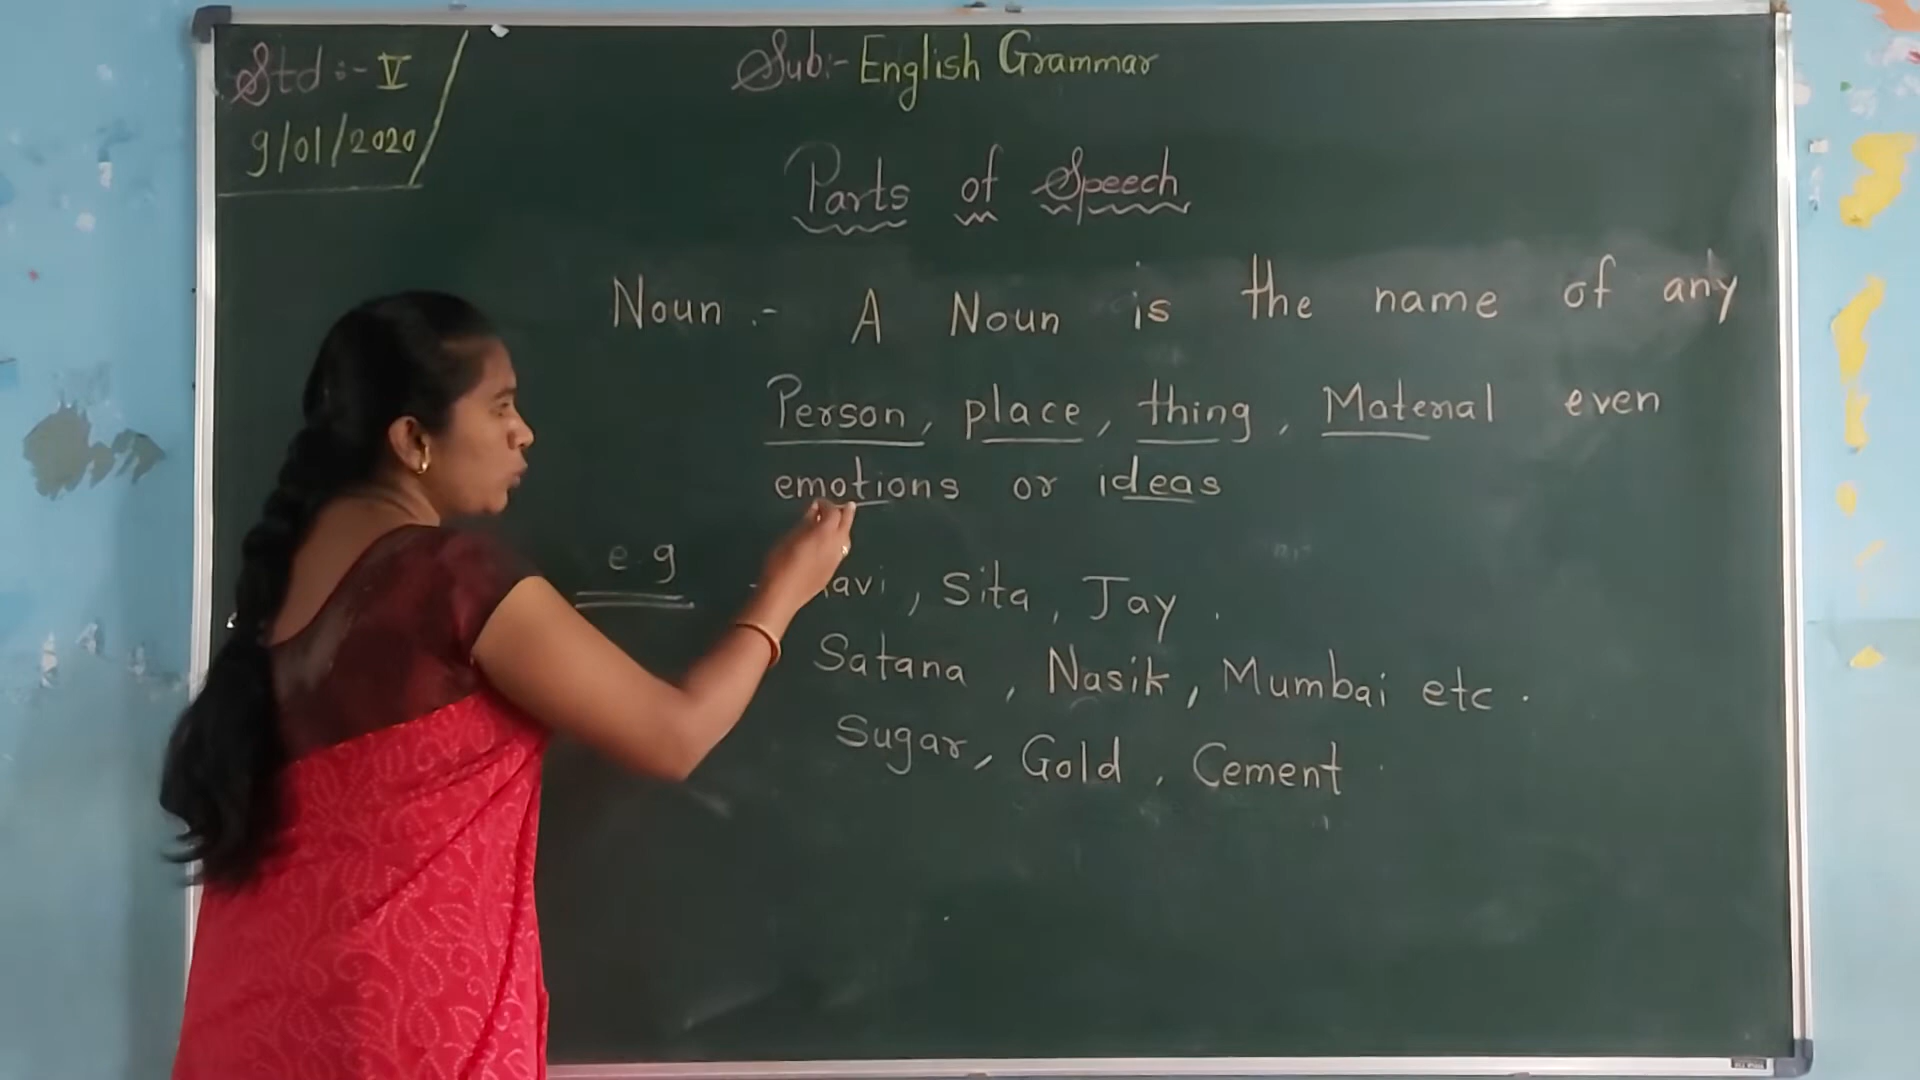 Std :- V
9/01/2020
Sub:- English Grammar
Parts of Speech
Noun :- A Noun is the name of any
Person, place, thing, Material even
emotions or ideas
e.g
avi, Sita, Jay.
Satana, Nasik, Mumbai etc.
Sugar, Gold, Cement